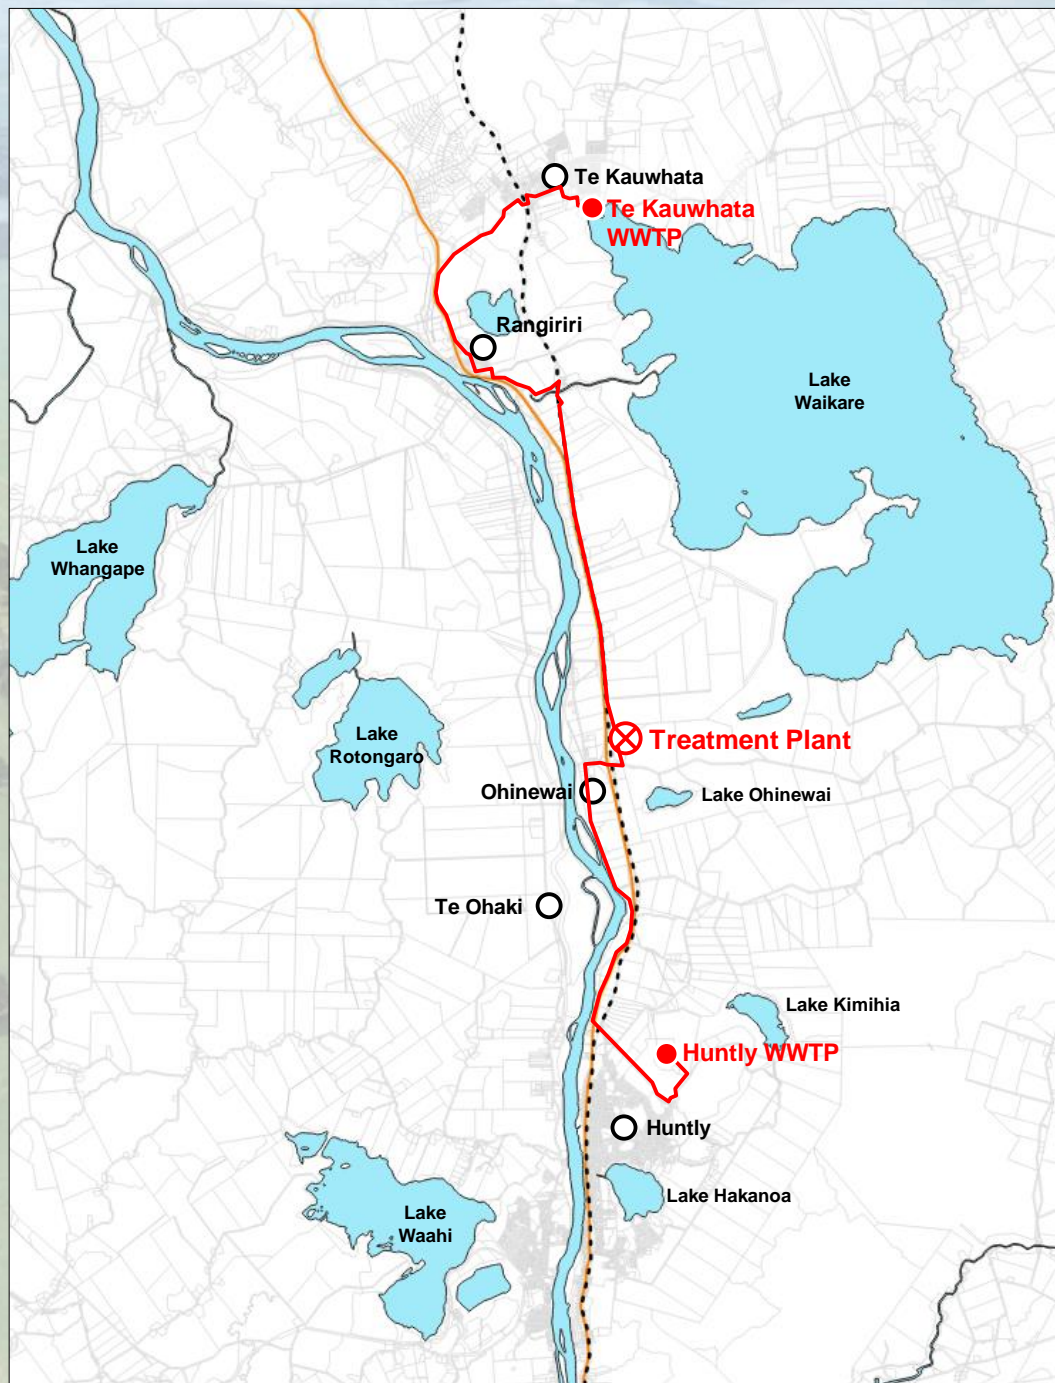 Te Kauwhata
Te Kauwhata
WWTP
Rangiriri
Lake
Waikare
Lake
Whangape
Lake
Rotongaro
Treatment Plant
Ohinewai
Lake Ohinewai
Te Ohaki
Lake Kimihia
Huntly WWTP
Huntly
Lake Hakanoa
Lake
Waahi